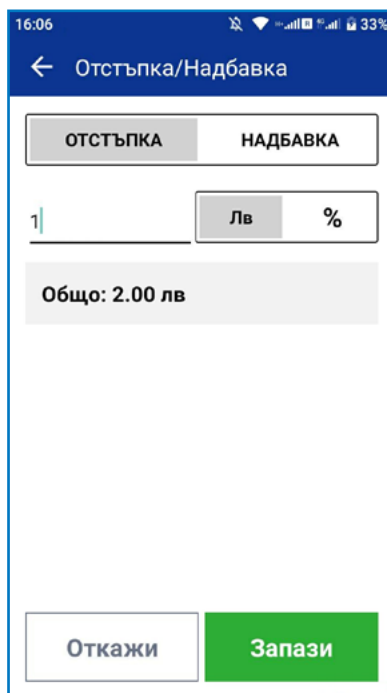 16:06 33%
Отстъпка/Надбавка
ОТСТЪПКА НАДБАВКА
1 Лв %
Общо: 2.00 лв
Откажи Запази